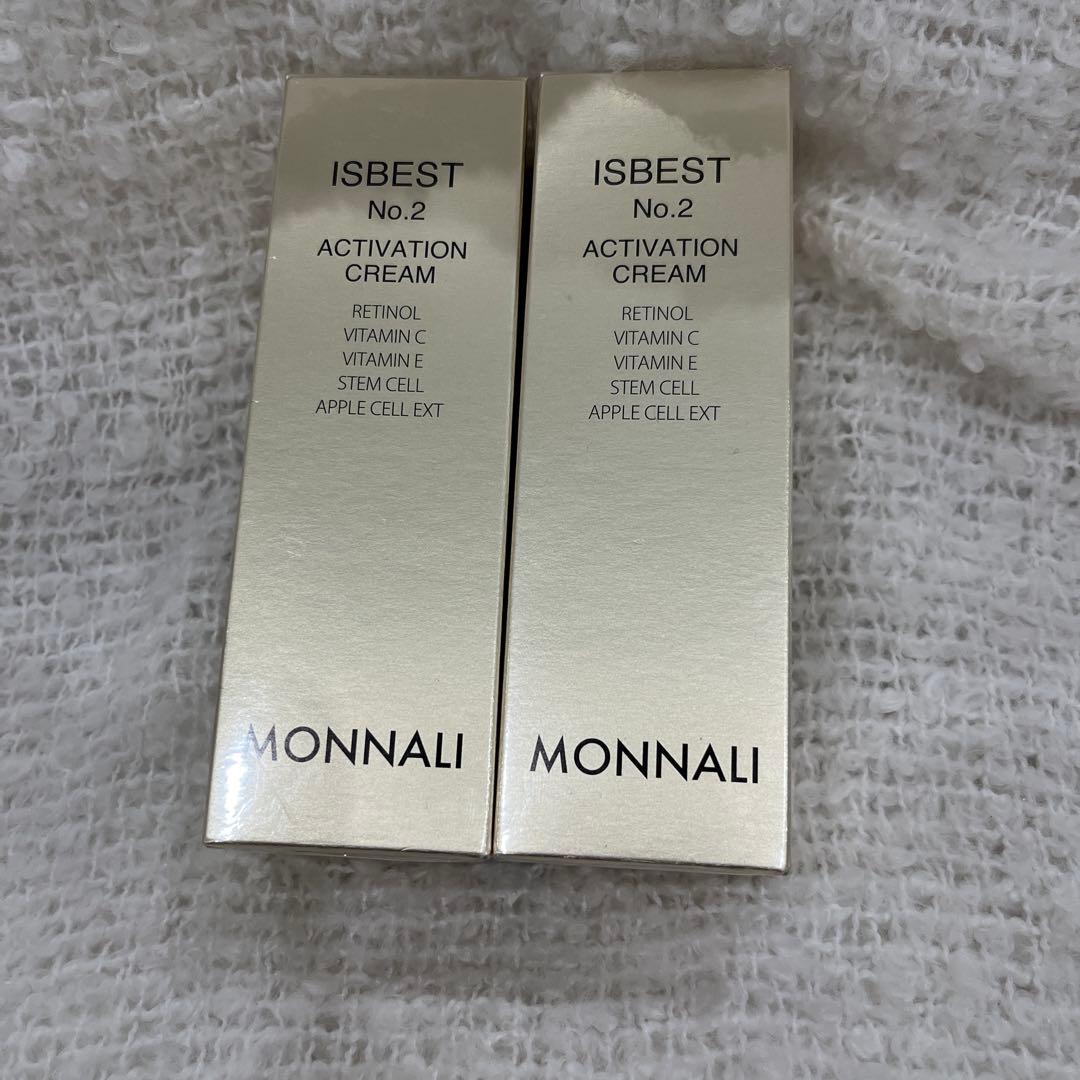 ISBEST
No.2
ACTIVATION
CREAM
RETINOL
VITAMIN C
VITAMIN E
STEM CELL
APPLE CELL EXT
MONNALI
ISBEST
No.2
ACTIVATION
CREAM
RETINOL
VITAMIN C
VITAMIN E
STEM CELL
APPLE CELL EXT
MONNALI